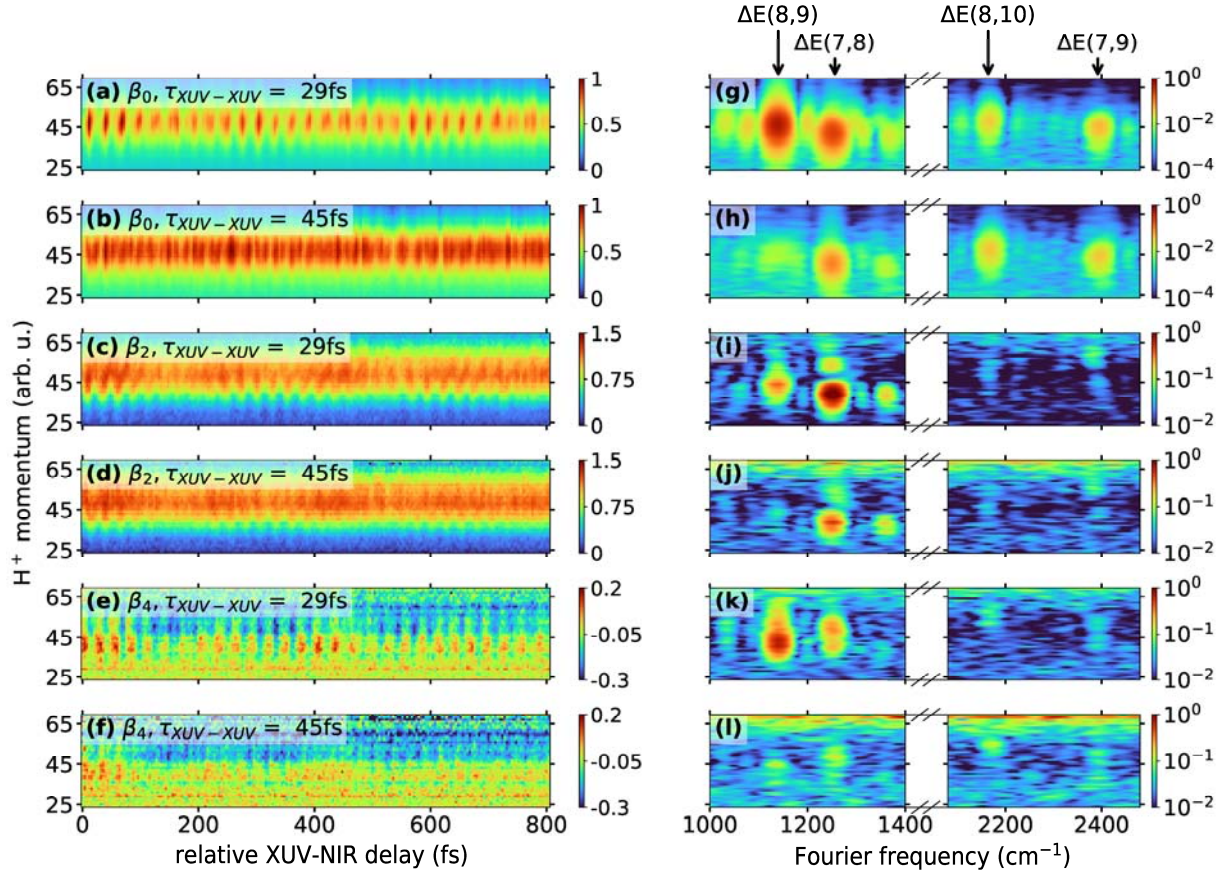 ΔE(8,9)
ΔE(8,10)
ΔE(7,8)
ΔE(7,9)
65
45
25
(a) β0, τXUV−XUV = 29fs
1
0.5
0
(g)
10^0
10^−2
10^−4
65
45
25
(b) β0, τXUV−XUV = 45fs
1
0.5
0
(h)
10^0
10^−2
10^−4
65
45
25
(c) β2, τXUV−XUV = 29fs
1.5
0.75
0
(i)
10^0
10^−1
10^−2
H+ momentum (arb. u.)
65
45
25
(d) β2, τXUV−XUV = 45fs
1.5
0.75
0
(j)
10^0
10^−1
10^−2
65
45
25
(e) β4, τXUV−XUV = 29fs
0.2
-0.05
-0.3
(k)
10^0
10^−1
10^−2
65
45
25
(f) β4, τXUV−XUV = 45fs
0.2
-0.05
-0.3
(l)
10^0
10^−1
10^−2
0 200 400 600 800
1000 1200 1400 2200 2400
relative XUV-NIR delay (fs)
Fourier frequency (cm−1)